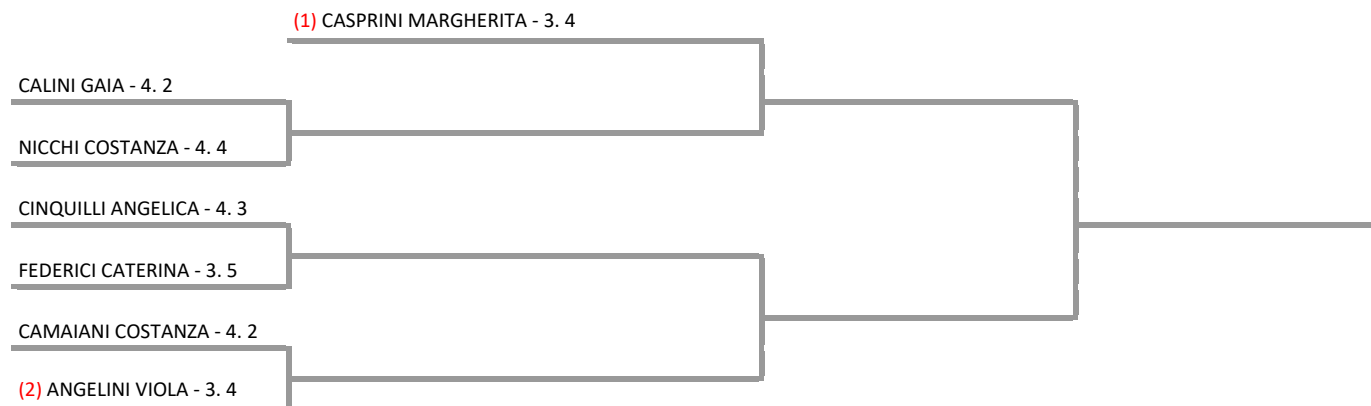 (1) CASPRINI MARGHERITA - 3. 4
CALINI GAIA - 4. 2
NICCHI COSTANZA - 4. 4
CINQUILLI ANGELICA - 4. 3
FEDERICI CATERINA - 3. 5
CAMAIANI COSTANZA - 4. 2
(2) ANGELINI VIOLA - 3. 4